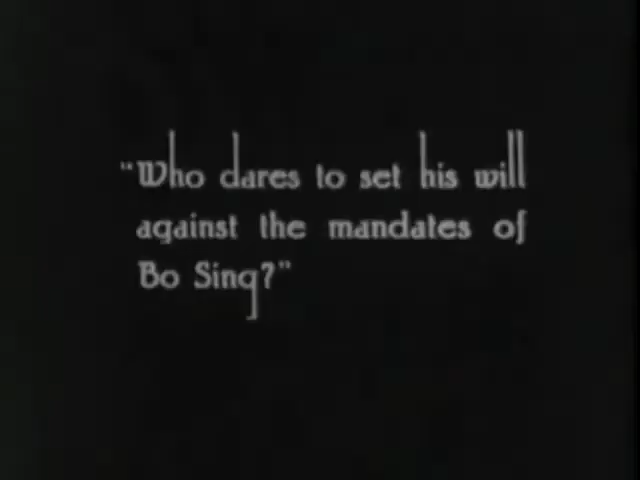 "Who dares to set his will
against the mandates of
Bo Sing?"